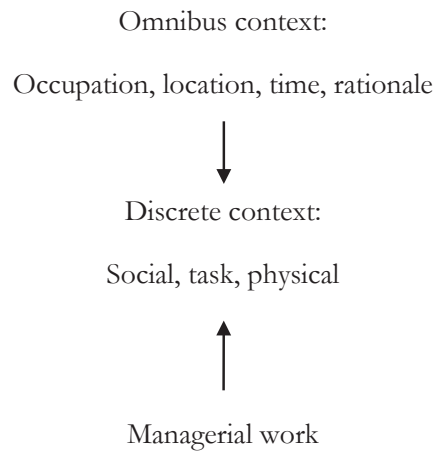 Omnibus context:
Occupation, location, time, rationale
Discrete context:
Social, task, physical
Managerial work